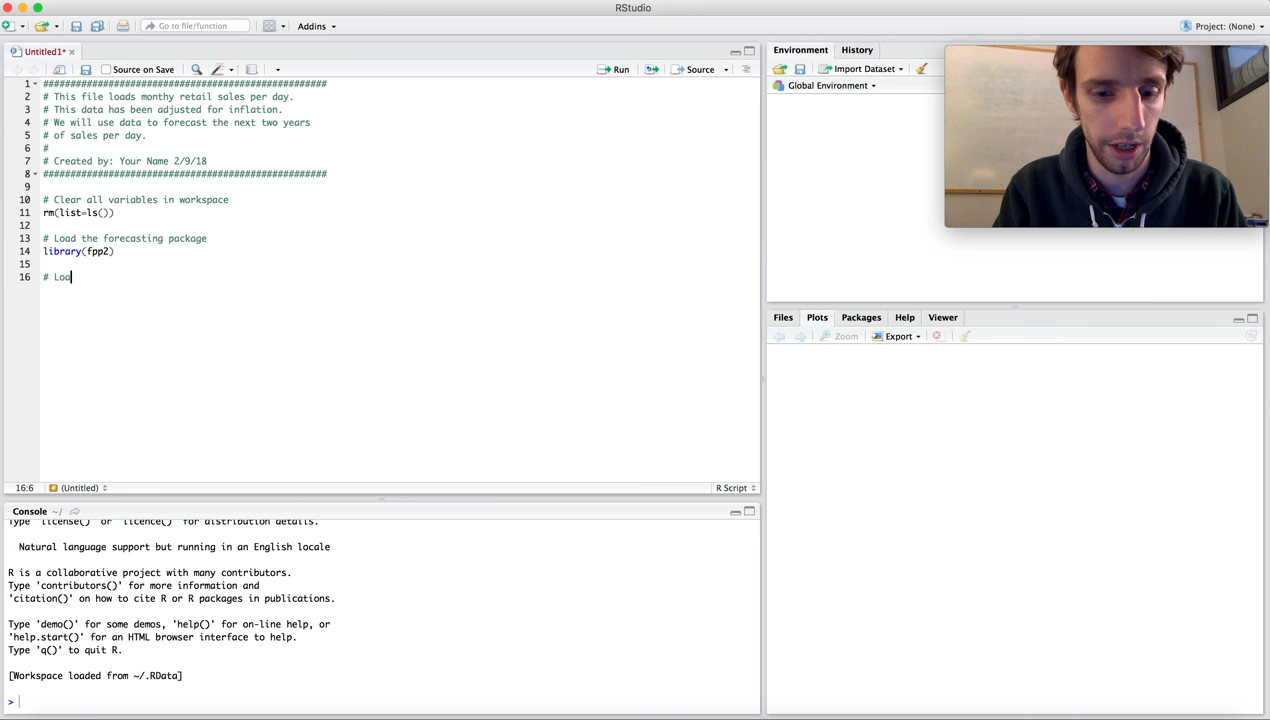 RStudio
Go to file/function
Addins
Project: (None)
Untitled1*
Source on Save
Run
Source
1 ####################################################
2 # This file loads monthy retail sales per day.
3 # This data has been adjusted for inflation.
4 # We will use data to forecast the next two years
5 # of sales per day.
6 #
7 # Created by: Your Name 2/9/18
8 ####################################################
9
10 # Clear all variables in workspace
11 rm(list=ls())
12
13 # Load the forecasting package
14 library(fpp2)
15
16 # Loa
16:6
(Untitled)
R Script
Console ~/
Type 'license()' or 'licence()' for distribution details.
Natural language support but running in an English locale
R is a collaborative project with many contributors.
Type 'contributors()' for more information and
'citation()' on how to cite R or R packages in publications.
Type 'demo()' for some demos, 'help()' for on-line help, or
'help.start()' for an HTML browser interface to help.
Type 'q()' to quit R.
[Workspace loaded from ~/.RData]
>
Environment
History
Import Dataset
Global Environment
Files
Plots
Packages
Help
Viewer
Zoom
Export